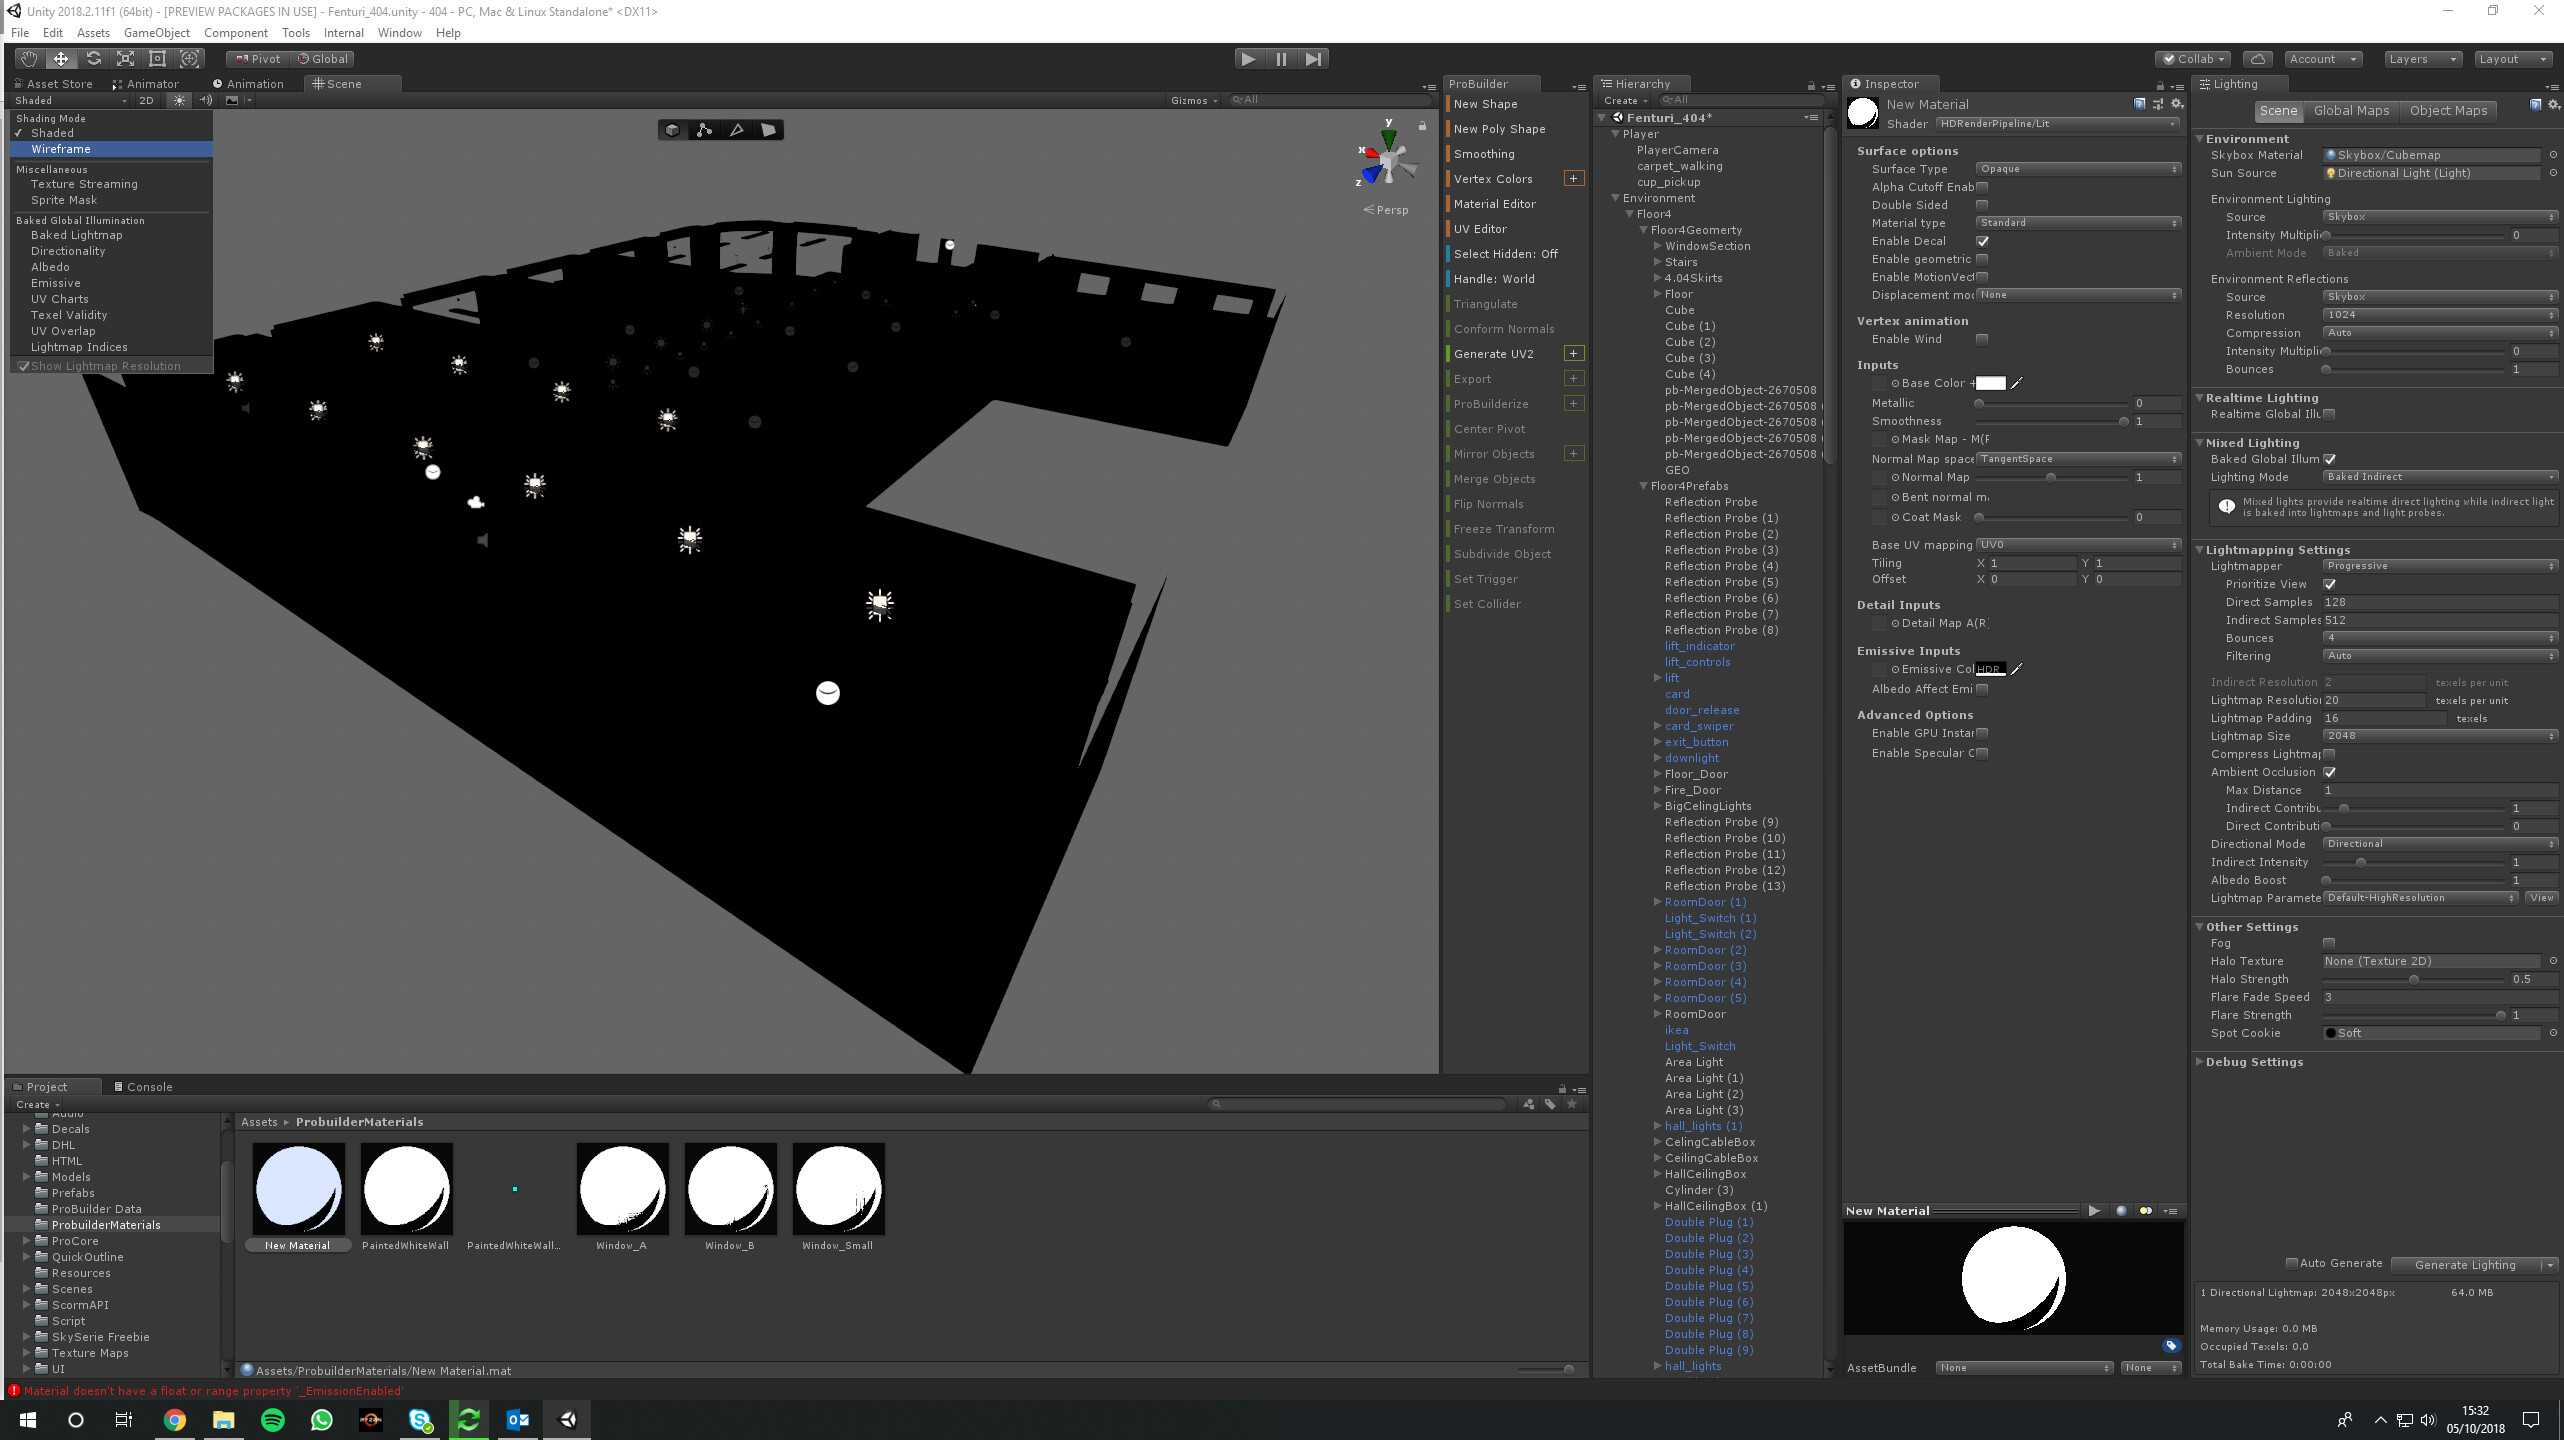 Unity 2018.2.11f1 (64bit) - [PREVIEW PACKAGES IN USE] - Fenturi_404.unity - 404 - PC, Mac & Linux Standalone* <DX11>
File Edit Assets GameObject Component Tools Internal Window Help
Pivot Global
Collab Account Layers Layout
Asset Store Animator Animation Scene
Shaded 2D Gizmos All
Shading Mode
Shaded
Wireframe
Miscellaneous
Texture Streaming
Sprite Mask
Baked Global Illumination
Baked Lightmap
Directionality
Albedo
Emissive
UV Charts
Texel Validity
UV Overlap
Lightmap Indices
Show Lightmap Resolution
y
x
z
Persp
ProBuilder
New Shape
New Poly Shape
Smoothing
Vertex Colors +
Material Editor
UV Editor
Select Hidden: Off
Handle: World
Triangulate
Conform Normals
Generate UV2 +
Export +
ProBuilderize +
Center Pivot
Mirror Objects +
Merge Objects
Flip Normals
Freeze Transform
Subdivide Object
Set Trigger
Set Collider
Hierarchy
Create All
Fenturi_404*
Player
PlayerCamera
carpet_walking
cup_pickup
Environment
Floor4
Floor4Geomerty
WindowSection
Stairs
4.04Skirts
Floor
Cube
Cube (1)
Cube (2)
Cube (3)
Cube (4)
pb-MergedObject-2670508
pb-MergedObject-2670508 (
pb-MergedObject-2670508 (
pb-MergedObject-2670508 (
pb-MergedObject-2670508 (
GEO
Floor4Prefabs
Reflection Probe
Reflection Probe (1)
Reflection Probe (2)
Reflection Probe (3)
Reflection Probe (4)
Reflection Probe (5)
Reflection Probe (6)
Reflection Probe (7)
Reflection Probe (8)
lift_indicator
lift_controls
lift
card
door_release
card_swiper
exit_button
downlight
Floor_Door
Fire_Door
BigCelingLights
Reflection Probe (9)
Reflection Probe (10)
Reflection Probe (11)
Reflection Probe (12)
Reflection Probe (13)
RoomDoor (1)
Light_Switch (1)
Light_Switch (2)
RoomDoor (2)
RoomDoor (3)
RoomDoor (4)
RoomDoor (5)
RoomDoor
ikea
Light_Switch
Area Light
Area Light (1)
Area Light (2)
Area Light (3)
hall_lights (1)
CelingCableBox
CeilingCableBox
HallCeilingBox
Cylinder (3)
HallCeilingBox (1)
Double Plug (1)
Double Plug (2)
Double Plug (3)
Double Plug (4)
Double Plug (5)
Double Plug (6)
Double Plug (7)
Double Plug (8)
Double Plug (9)
hall_lights
Inspector
New Material
Shader HDRenderPipeline/Lit
Surface options
Surface Type Opaque
Alpha Cutoff Enab
Double Sided
Material type Standard
Enable Decal
Enable geometric
Enable MotionVect
Displacement mod None
Vertex animation
Enable Wind
Inputs
Base Color +
Metallic 0
Smoothness 1
Mask Map - M(R
Normal Map space TangentSpace
Normal Map 1
Bent normal ma
Coat Mask 0
Base UV mapping UV0
Tiling X 1 Y 1
Offset X 0 Y 0
Detail Inputs
Detail Map A(R)
Emissive Inputs
Emissive Col HDR
Albedo Affect Emi
Advanced Options
Enable GPU Instan
Enable Specular O
New Material
AssetBundle None None
Lighting
Scene Global Maps Object Maps
Environment
Skybox Material Skybox/Cubemap
Sun Source Directional Light (Light)
Environment Lighting
Source Skybox
Intensity Multipli 0
Ambient Mode Baked
Environment Reflections
Source Skybox
Resolution 1024
Compression Auto
Intensity Multipli 0
Bounces 1
Realtime Lighting
Realtime Global Illu
Mixed Lighting
Baked Global Illum
Lighting Mode Baked Indirect
Mixed lights provide realtime direct lighting while indirect light
is baked into lightmaps and light probes.
Lightmapping Settings
Lightmapper Progressive
Prioritize View
Direct Samples 128
Indirect Samples 512
Bounces 4
Filtering Auto
Indirect Resolution 2 texels per unit
Lightmap Resolution 20 texels per unit
Lightmap Padding 16 texels
Lightmap Size 2048
Compress Lightmap
Ambient Occlusion
Max Distance 1
Indirect Contribu 1
Direct Contributi 0
Directional Mode Directional
Indirect Intensity 1
Albedo Boost 1
Lightmap Paramete Default-HighResolution View
Other Settings
Fog
Halo Texture None (Texture 2D)
Halo Strength 0.5
Flare Fade Speed 3
Flare Strength 1
Spot Cookie Soft
Debug Settings
Auto Generate Generate Lighting
1 Directional Lightmap: 2048x2048px 64.0 MB
Memory Usage: 0.0 MB
Occupied Texels: 0.0
Total Bake Time: 0:00:00
Project Console
Create
Audio
Decals
DHL
HTML
Models
Prefabs
ProBuilder Data
ProbuilderMaterials
ProCore
QuickOutline
Resources
Scenes
ScormAPI
Script
SkySerie Freebie
Texture Maps
UI
Assets ProbuilderMaterials
New Material PaintedWhiteWall PaintedWhiteWall... Window_A Window_B Window_Small
Assets/ProbuilderMaterials/New Material.mat
Material doesn't have a float or range property '_EmissionEnabled'
RYZEN
15:32
05/10/2018